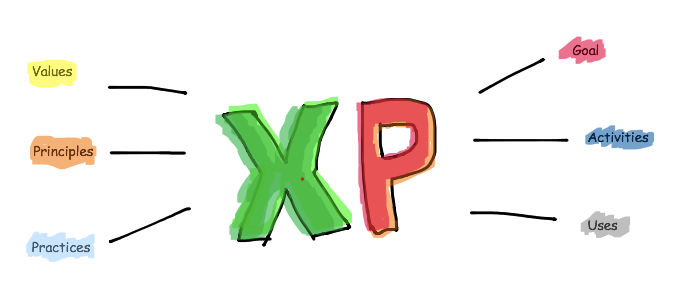 Values
Principles
Practices
XP
Goal
Activities
Uses